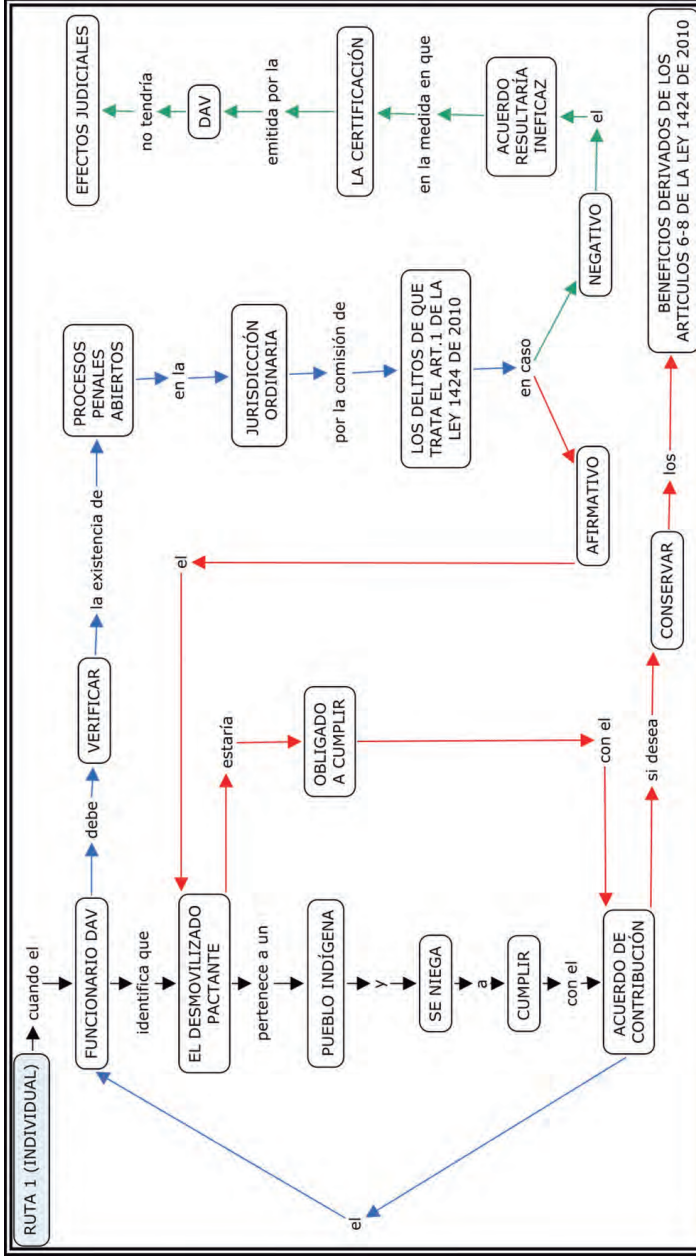 RUTA 1 (INDIVIDUAL)
cuando el
FUNCIONARIO DAV
identifica que
EL DESMOVILIZADO
PACTANTE
pertenece a un
PUEBLO INDÍGENA
y
SE NIEGA
a
CUMPLIR
con el
ACUERDO DE
CONTRIBUCIÓN
el
debe
VERIFICAR
la existencia de
PROCESOS
PENALES
ABIERTOS
en la
JURISDICCIÓN
ORDINARIA
por la comisión de
LOS DELITOS DE QUE
TRATA EL ART.1 DE LA
LEY 1424 DE 2010
en caso
AFIRMATIVO
el
estaría
OBLIGADO
A CUMPLIR
con el
si desea
CONSERVAR
los
BENEFICIOS DERIVADOS DE LOS
ARTICULOS 6-8 DE LA LEY 1424 DE 2010
NEGATIVO
el
ACUERDO
RESULTARÍA
INEFICAZ'
en la medida en que
LA CERTIFICACIÓN
emitida por la
DAV
no tendría
EFECTOS JUDICIALES